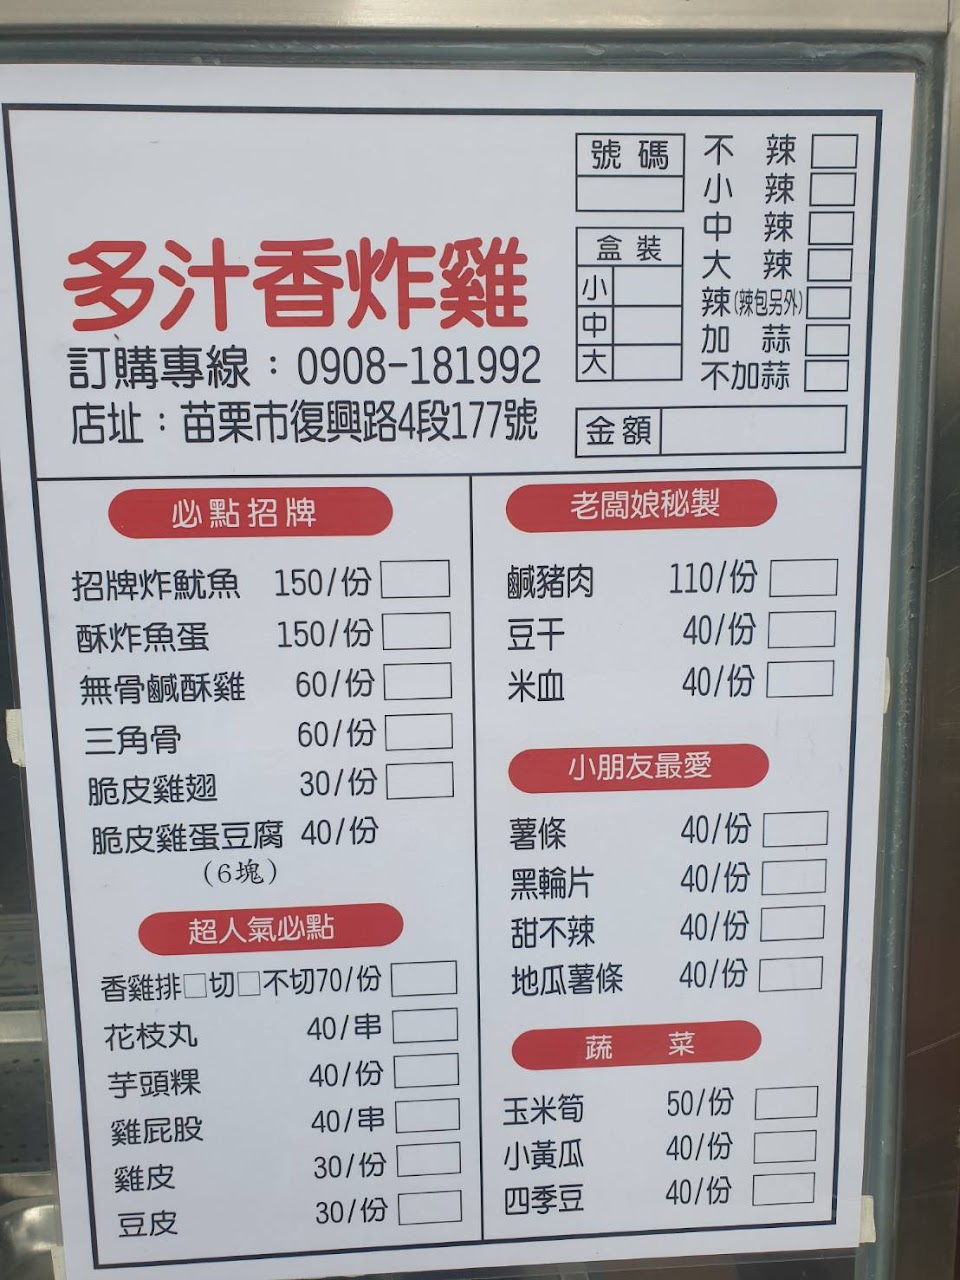 多汁香炸雞
訂購專線：0908-181992
店址：苗栗市復興路4段177號
號碼
盒裝
小
中
大
不辣
小辣
中辣
大辣
辣(辣包另外)
加蒜
不加蒜
金額
必點招牌
招牌炸魷魚 150/份
酥炸魚蛋 150/份
無骨鹹酥雞 60/份
三角骨 60/份
脆皮雞翅 30/份
脆皮雞蛋豆腐 40/份
(6塊)
超人氣必點
香雞排□切□不切70/份
花枝丸 40/串
芋頭粿 40/份
雞屁股 40/串
雞皮 30/份
豆皮 30/份
老闆娘秘製
鹹豬肉 110/份
豆干 40/份
米血 40/份
小朋友最愛
薯條 40/份
黑輪片 40/份
甜不辣 40/份
地瓜薯條 40/份
蔬菜
玉米筍 50/份
小黃瓜 40/份
四季豆 40/份